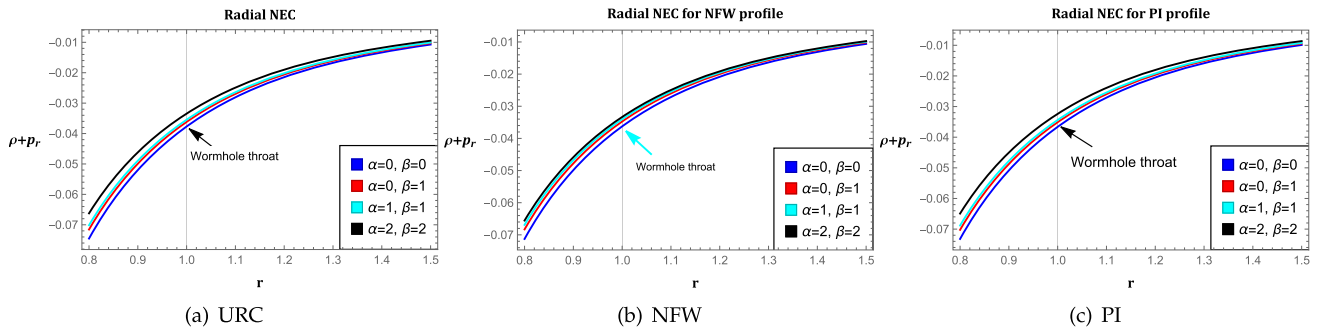 Radial NEC
−0.01
−0.02
−0.03
−0.04
−0.05
−0.06
−0.07
ρ+pᵣ
Wormhole throat
α=0, β=0
α=0, β=1
α=1, β=1
α=2, β=2
0.8 0.9 1.0 1.1 1.2 1.3 1.4 1.5
r
(a) URC
Radial NEC for NFW profile
−0.01
−0.02
−0.03
−0.04
−0.05
−0.06
−0.07
ρ+pᵣ
Wormhole throat
α=0, β=0
α=0, β=1
α=1, β=1
α=2, β=2
0.8 0.9 1.0 1.1 1.2 1.3 1.4 1.5
r
(b) NFW
Radial NEC for PI profile
−0.01
−0.02
−0.03
−0.04
−0.05
−0.06
−0.07
ρ+pᵣ
Wormhole throat
α=0, β=0
α=0, β=1
α=1, β=1
α=2, β=2
0.8 0.9 1.0 1.1 1.2 1.3 1.4 1.5
r
(c) PI